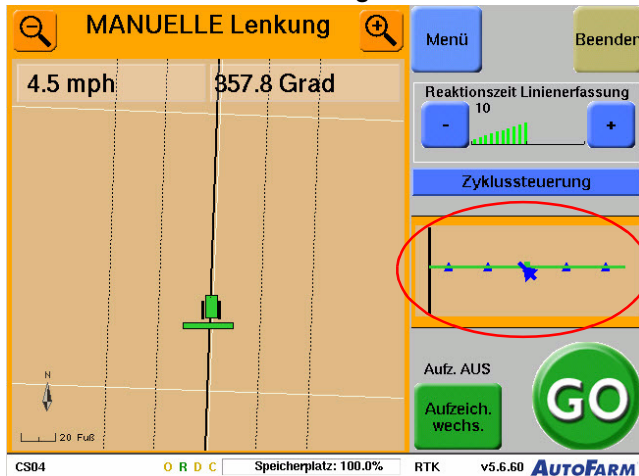 MANUELLE Lenkung
4.5 mph
357.8 Grad
N
20 Fuß
Menü
Beenden
Reaktionszeit Linienerfassung
10
-
+
Zyklussteuerung
Aufz. AUS
Aufzeich.
wechs.
GO
CS04
O R D C
Speicherplatz: 100.0%
RTK
v5.6.60
AUTOFARM